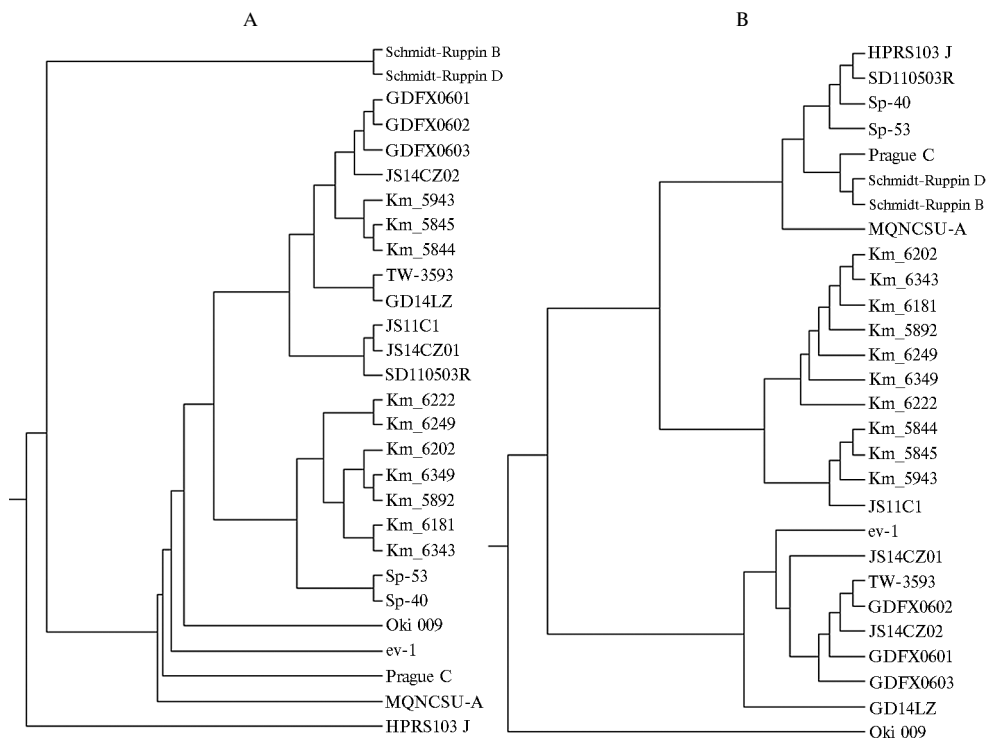 A
Schmidt-Ruppin B
Schmidt-Ruppin D
GDFX0601
GDFX0602
GDFX0603
JS14CZ02
Km_5943
Km_5845
Km_5844
TW-3593
GD14LZ
JS11C1
JS14CZ01
SD110503R
Km_6222
Km_6249
Km_6202
Km_6349
Km_5892
Km_6181
Km_6343
Sp-53
Sp-40
Oki 009
ev-1
Prague C
MQNCSU-A
HPRS103 J
B
HPRS103 J
SD110503R
Sp-40
Sp-53
Prague C
Schmidt-Ruppin D
Schmidt-Ruppin B
MQNCSU-A
Km_6202
Km_6343
Km_6181
Km_5892
Km_6249
Km_6349
Km_6222
Km_5844
Km_5845
Km_5943
JS11C1
ev-1
JS14CZ01
TW-3593
GDFX0602
JS14CZ02
GDFX0601
GDFX0603
GD14LZ
Oki 009